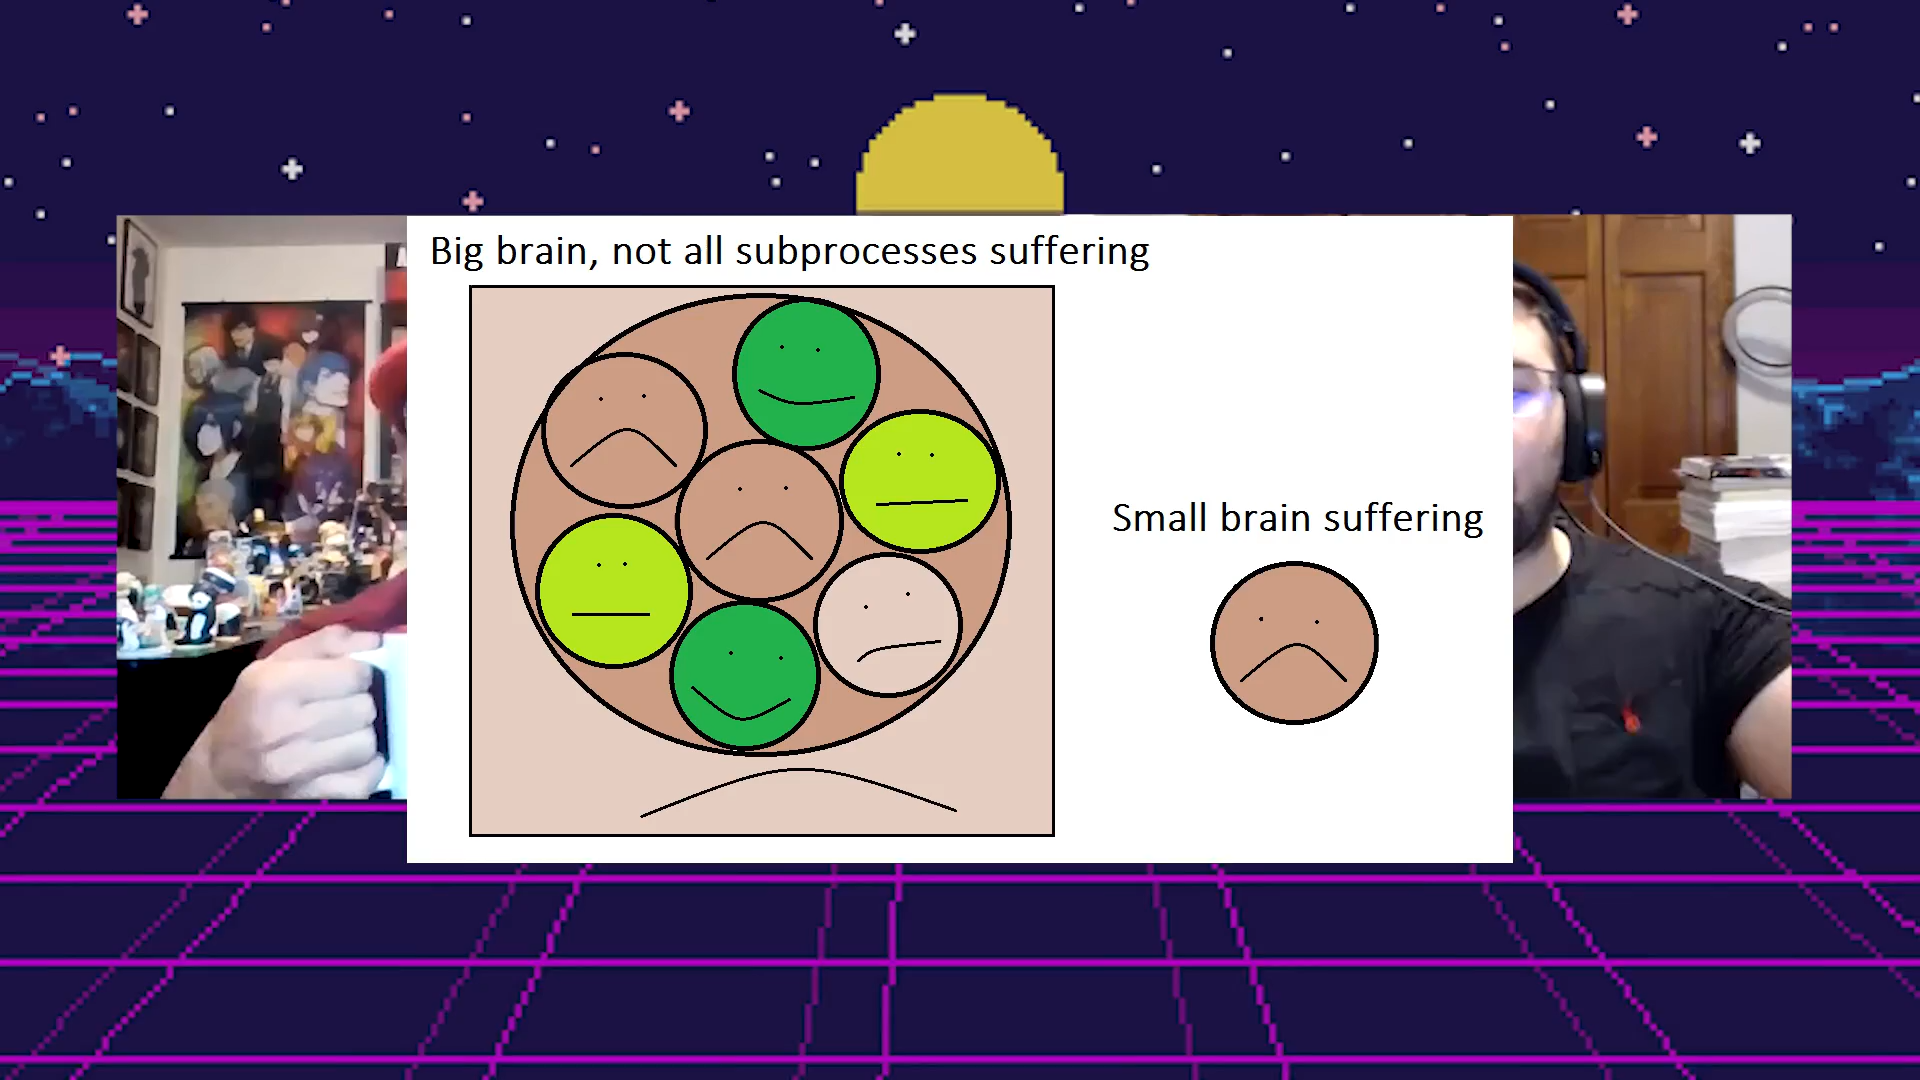 Big brain, not all subprocesses suffering
Small brain suffering